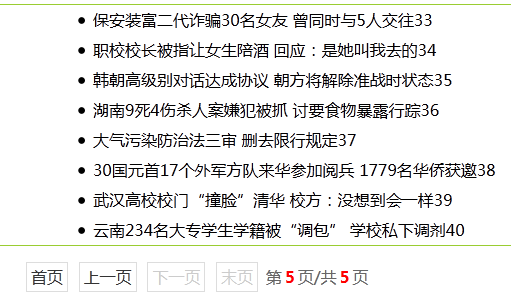 保安装富二代诈骗30名女友 曾同时与5人交往33
职校校长被指让女生陪酒 回应：是她叫我去的34
韩朝高级别对话达成协议 朝方将解除准战时状态35
湖南9死4伤杀人案嫌犯被抓 讨要食物暴露行踪36
大气污染防治法三审 删去限行规定37
30国元首17个外军方队来华参加阅兵 1779名华侨获邀38
武汉高校校门“撞脸”清华 校方：没想到会一样39
云南234名大专学生学籍被“调包” 学校私下调剂40
首页 上一页 下一页 末页 第5页/共5页